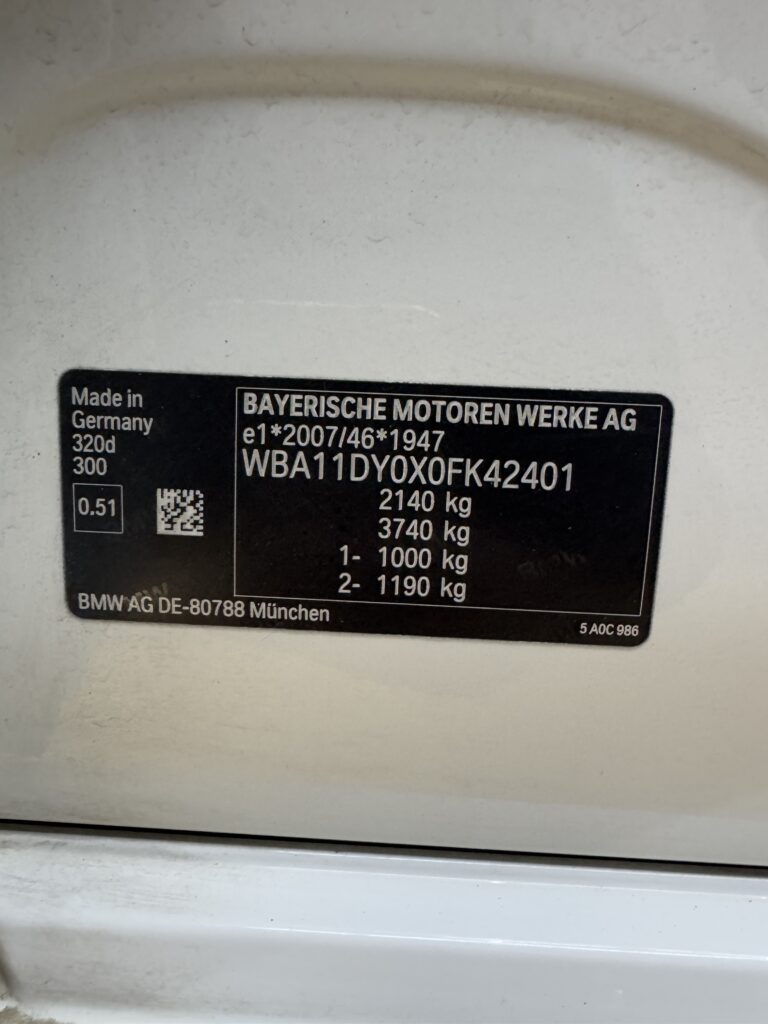 Made in
Germany
320d
300
0.51
BMW AG DE-80788 München
BAYERISCHE MOTOREN WERKE AG
e1*2007/46*1947
WBA11DY0X0FK42401
2140 kg
3740 kg
1- 1000 kg
2- 1190 kg
5 A0C 986